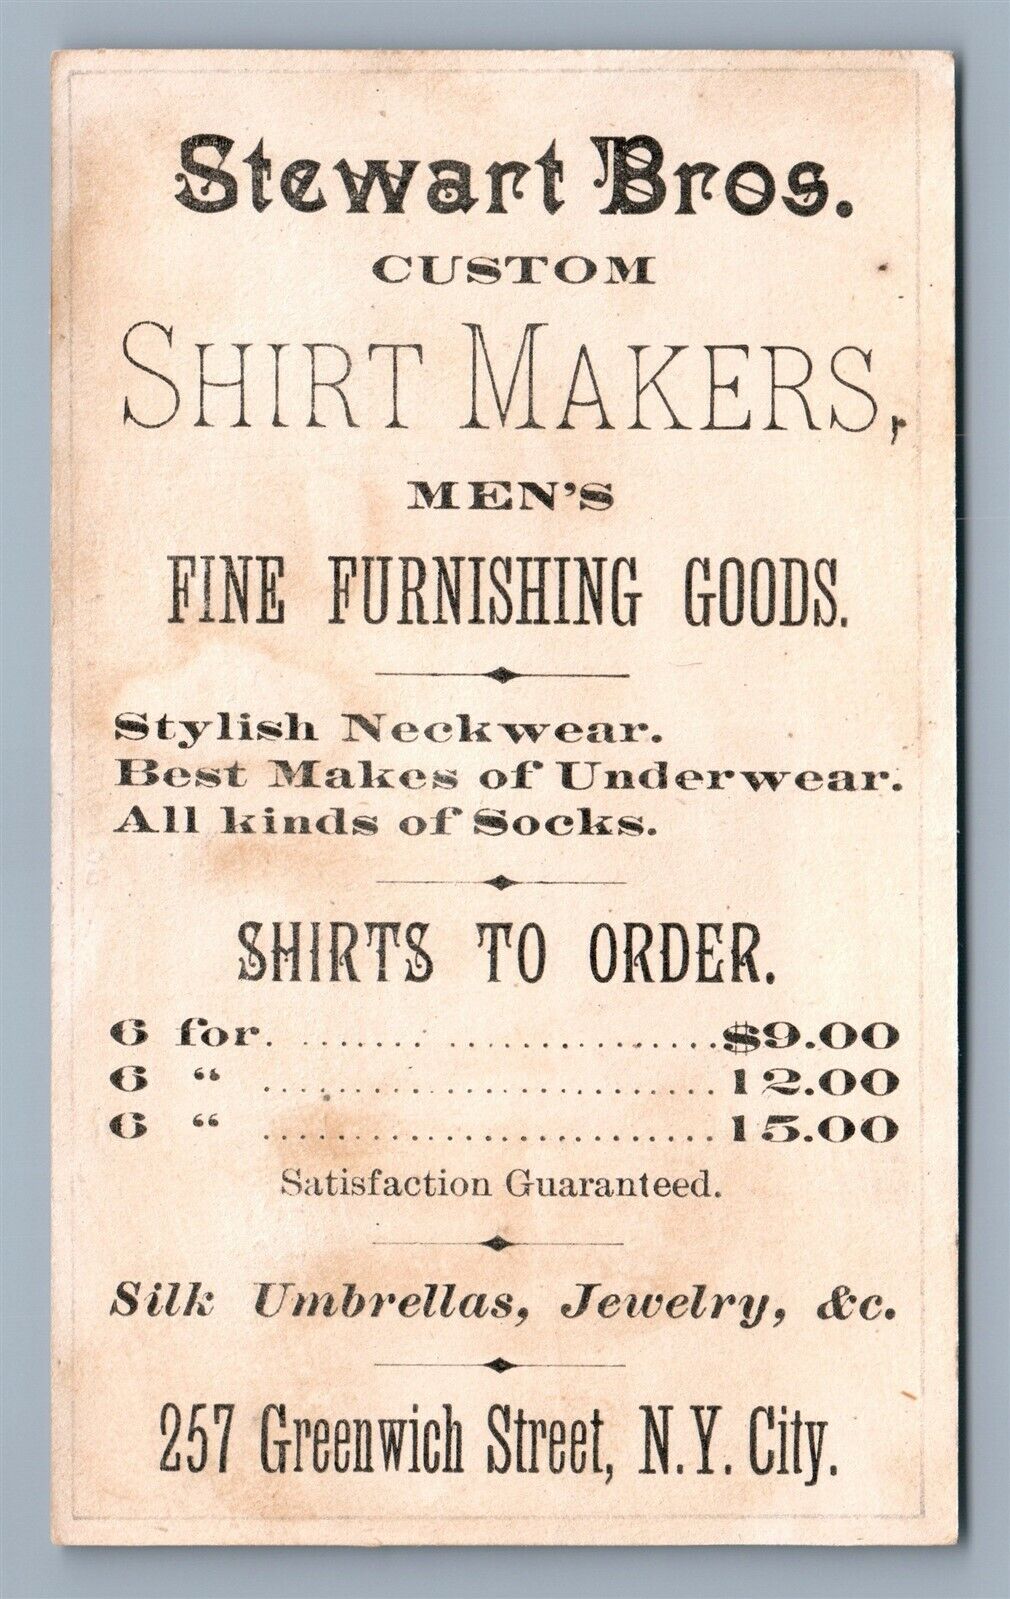 Stewart Bros.
CUSTOM
SHIRT MAKERS,
MEN'S
FINE FURNISHING GOODS.
Stylish Neckwear.
Best Makes of Underwear.
All kinds of Socks.
SHIRTS TO ORDER.
6 for. ....... ................$9.00
6 “ ..........................12.00
6 “ ..........................15.00
Satisfaction Guaranteed.
Silk Umbrellas, Jewelry, &c.
257 Greenwich Street, N.Y. City.